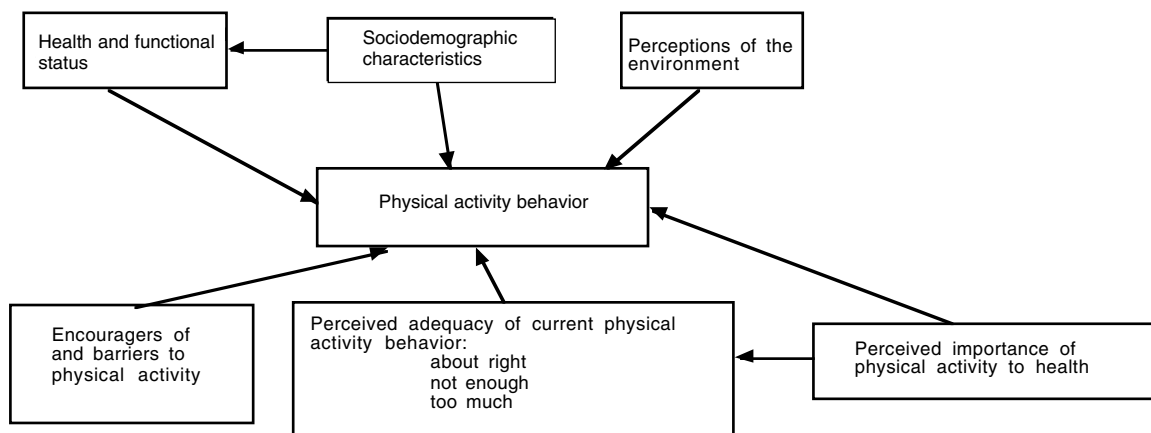 Health and functional
status
Sociodemographic
characteristics
Perceptions of the
environment
Physical activity behavior
Encouragers of
and barriers to
physical activity
Perceived adequacy of current physical
activity behavior:
about right
not enough
too much
Perceived importance of
physical activity to health